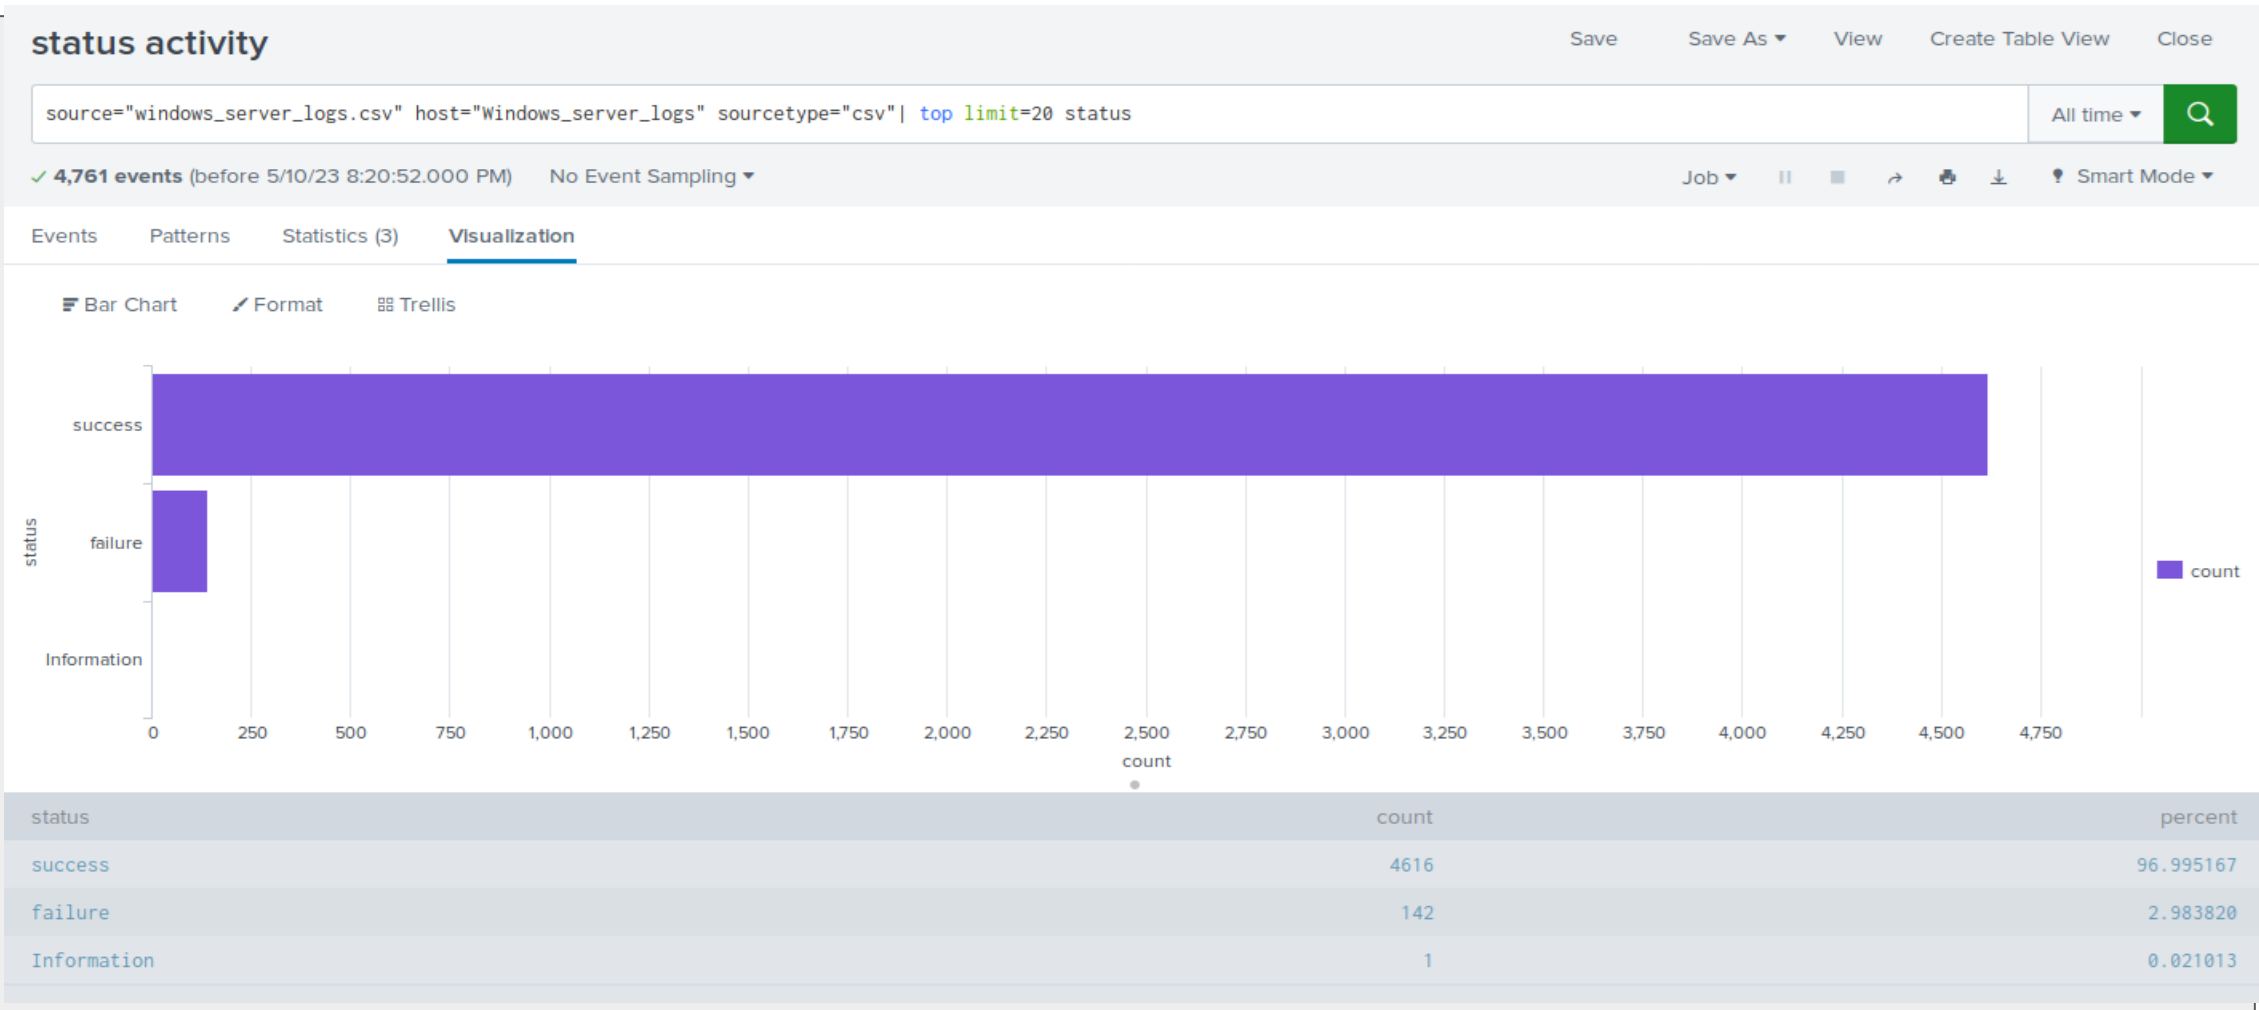 status activity
Save Save As View Create Table View Close
source="windows_server_logs.csv" host="Windows_server_logs" sourcetype="csv"| top limit=20 status
All time
4,761 events (before 5/10/23 8:20:52.000 PM) No Event Sampling
Job Smart Mode
Events Patterns Statistics (3) Visualization
Bar Chart Format Trellis
success
failure
Information
status
0 250 500 750 1,000 1,250 1,500 1,750 2,000 2,250 2,500 2,750 3,000 3,250 3,500 3,750 4,000 4,250 4,500 4,750
count
count
status count percent
success 4616 96.995167
failure 142 2.983820
Information 1 0.021013